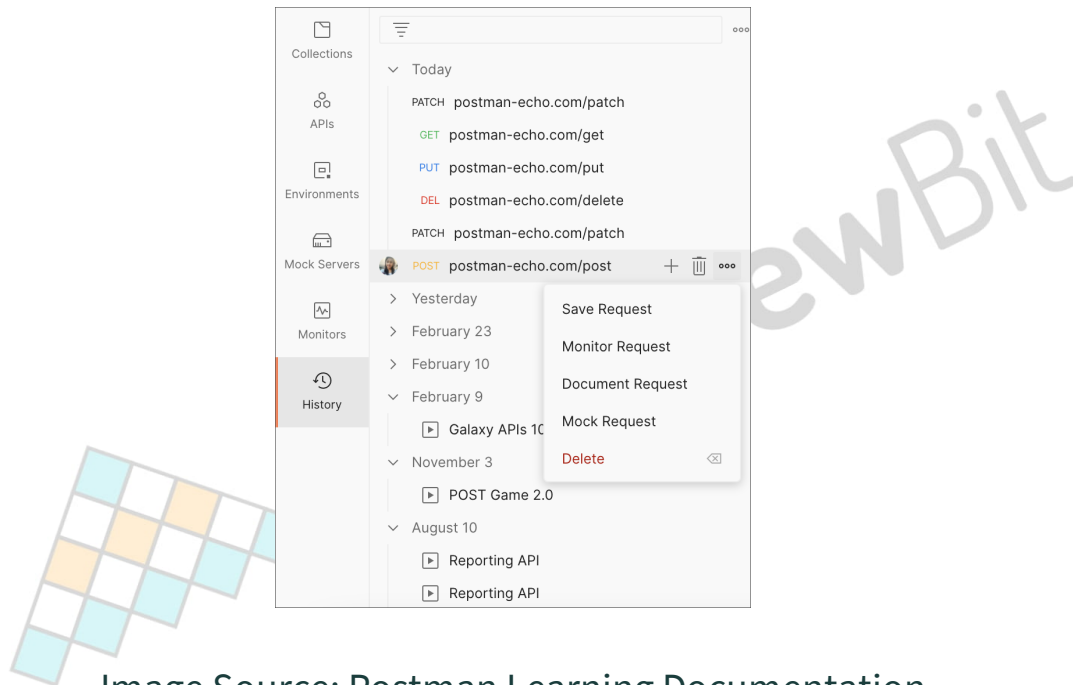 Collections
APIs
Environments
Mock Servers
Monitors
History
Today
PATCH postman-echo.com/patch
GET postman-echo.com/get
PUT postman-echo.com/put
DEL postman-echo.com/delete
PATCH postman-echo.com/patch
POST postman-echo.com/post
Yesterday
February 23
February 10
February 9
Galaxy APIs
November 3
POST Game 2.0
August 10
Reporting API
Reporting API
Save Request
Monitor Request
Document Request
Mock Request
Delete
ewBit
Image Source: Postman Learning Documentation